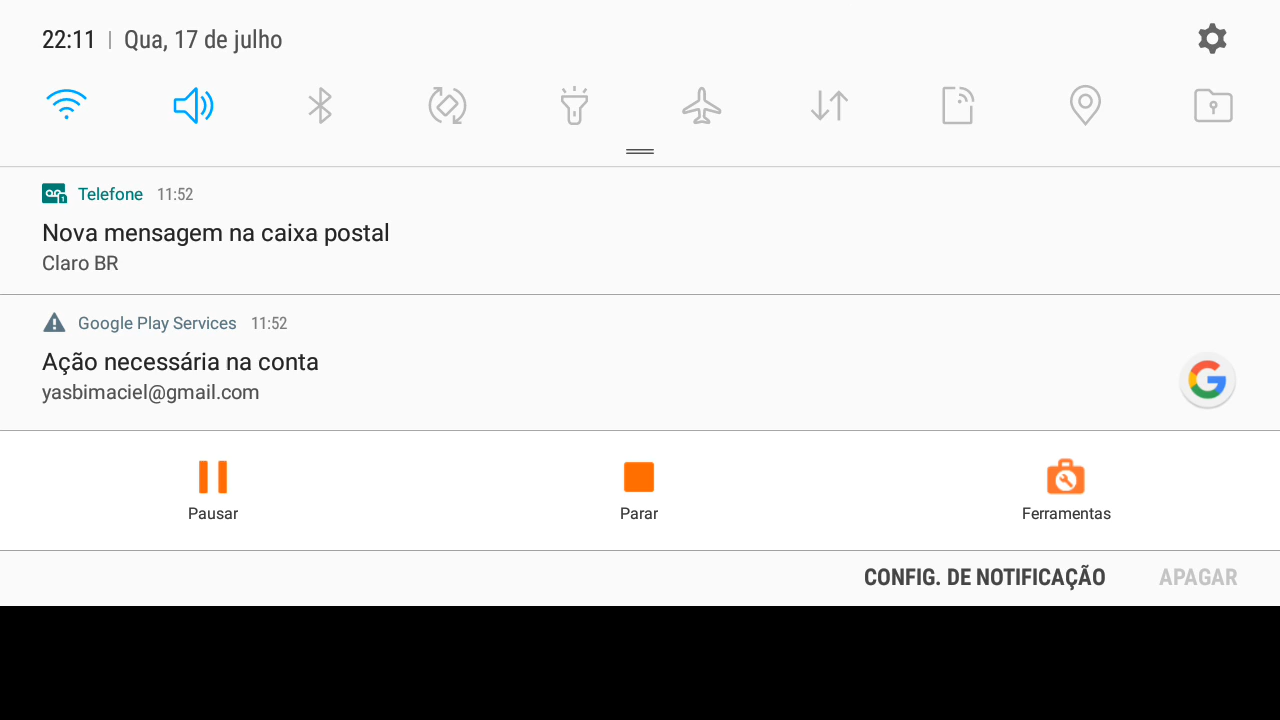 22:11 | Qua, 17 de julho
Telefone 11:52
Nova mensagem na caixa postal
Claro BR
Google Play Services 11:52
Ação necessária na conta
yasbimaciel@gmail.com
Pausar Parar Ferramentas
CONFIG. DE NOTIFICAÇÃO APAGAR